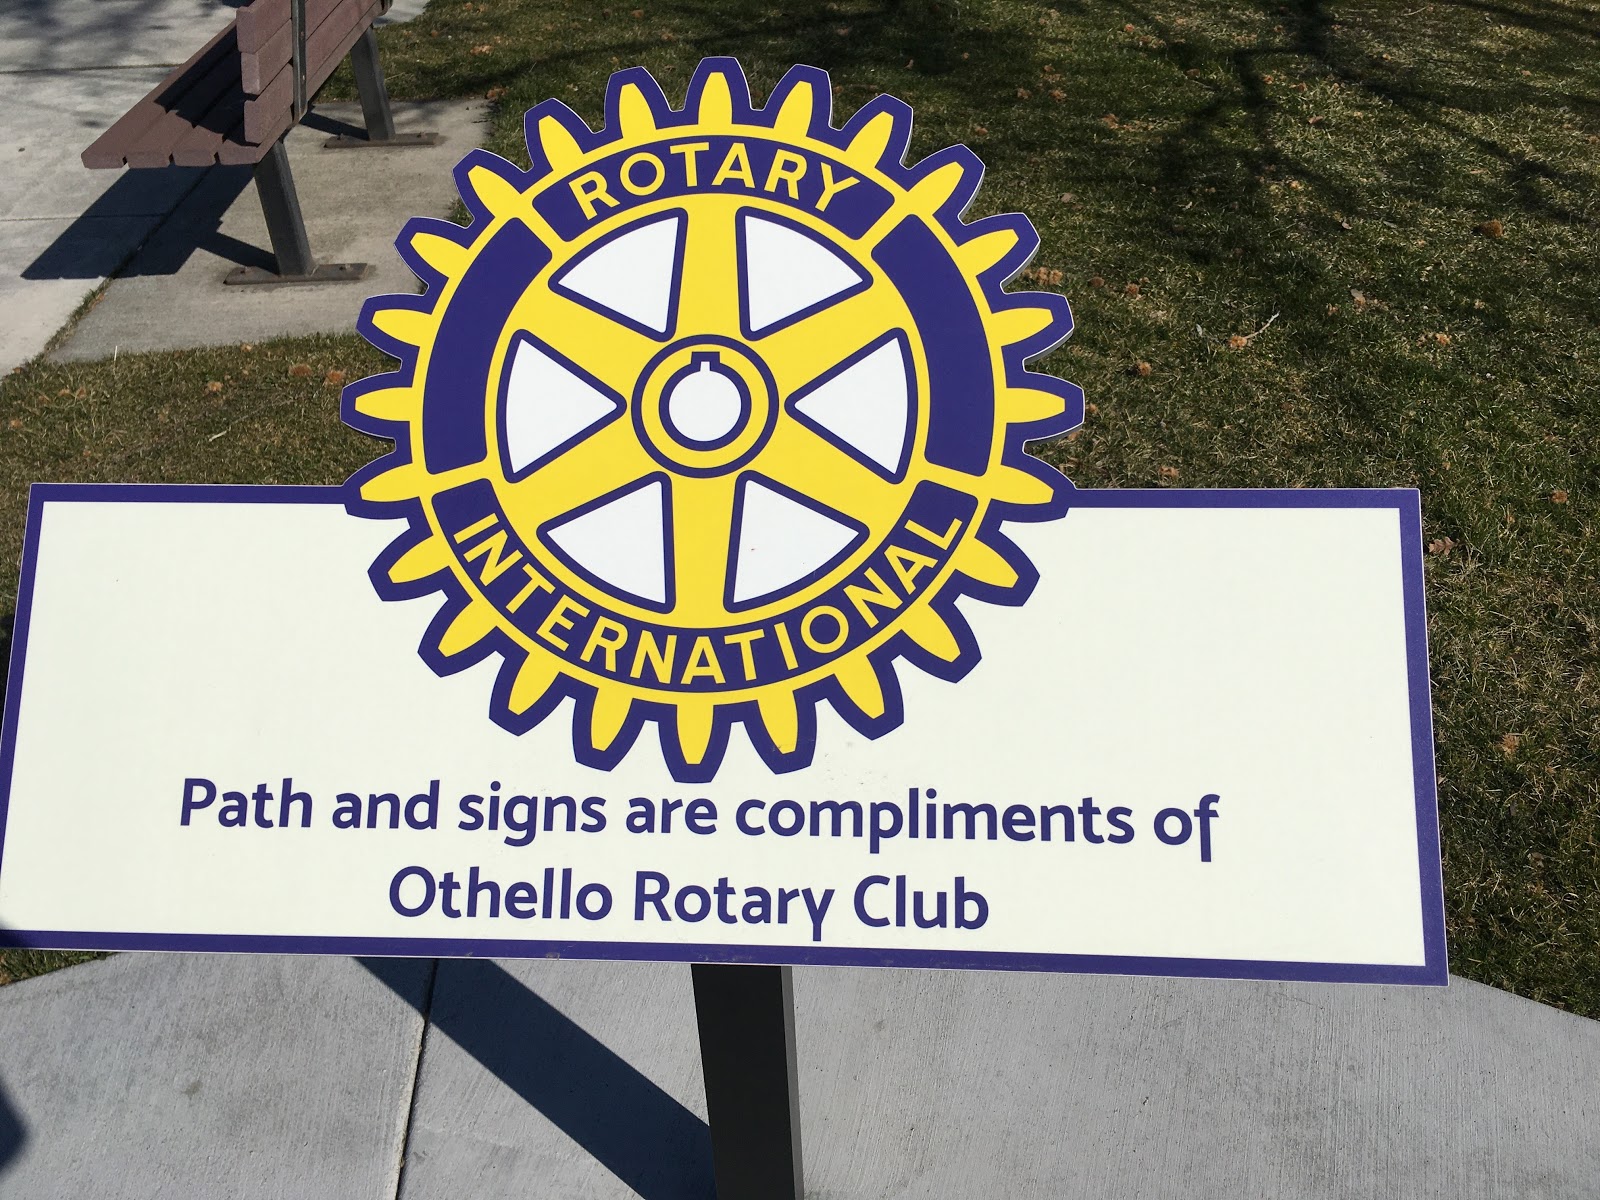 ROTARY
INTERNATIONAL
Path and signs are compliments of
Othello Rotary Club